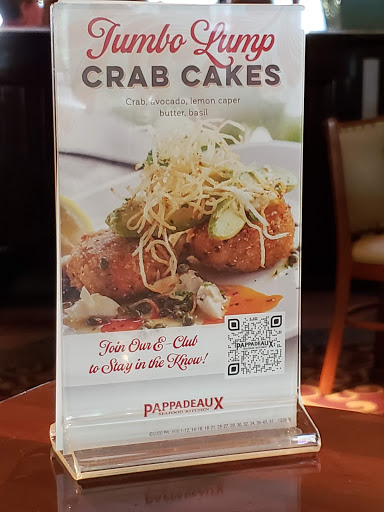 Jumbo Lump
CRAB CAKES
Crab, avocado, lemon caper
butter, basil
Join Our E-Club
to Stay in the Know!
PAPPADEAUX
PAPPADEAUX
SEAFOOD KITCHEN